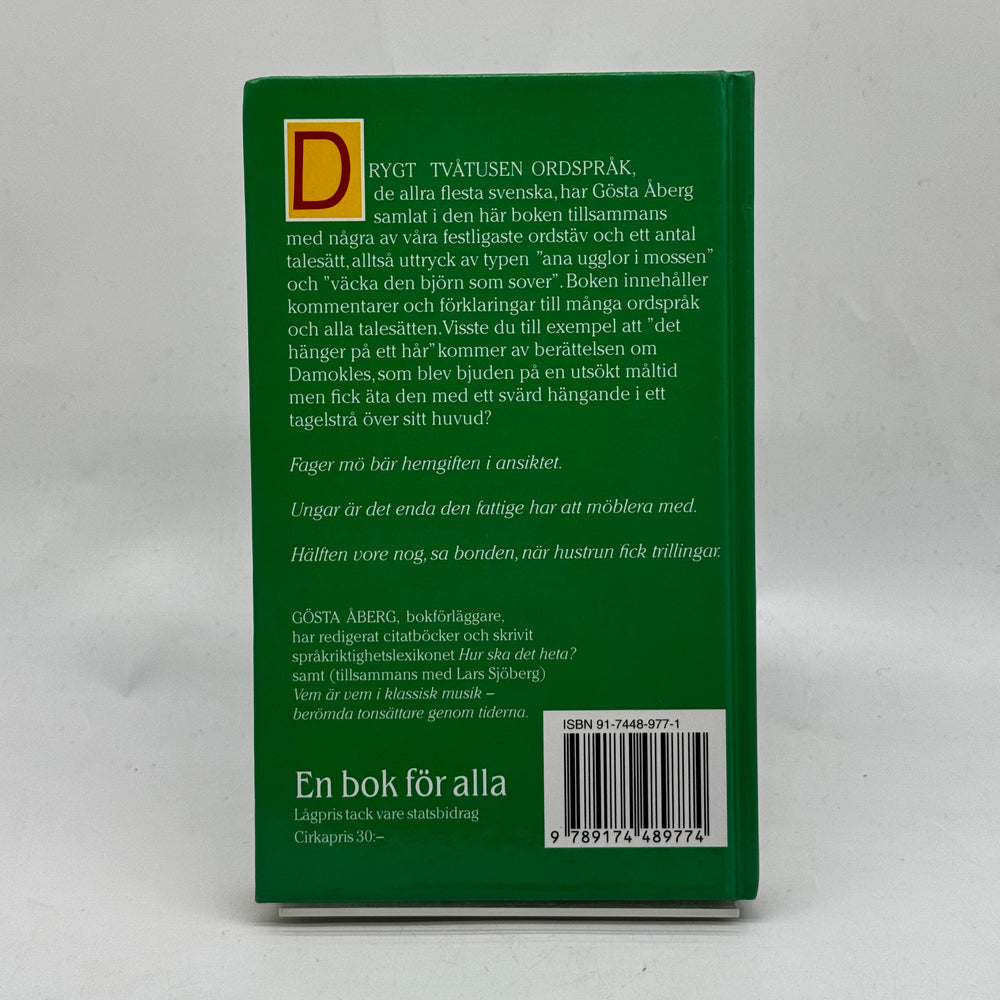 DRYGT TVÅTUSEN ORDSPRÅK,
de allra flesta svenska, har Gösta Åberg
samlat i den här boken tillsammans
med några av våra festligaste ordstäv och ett antal
talesätt, alltså uttryck av typen "ana ugglor i mossen"
och "väcka den björn som sover". Boken innehåller
kommentarer och förklaringar till många ordspråk
och alla talesätten. Visste du till exempel att "det
hänger på ett hår" kommer av berättelsen om
Damokles, som blev bjuden på en utsökt måltid
men fick äta den med ett svärd hängande i ett
tagelstrå över sitt huvud?
Fager mö bär hemgiften i ansiktet.
Ungar är det enda den fattige har att möblera med.
Hälften vore nog, sa bonden, när hustrun fick trillingar.
GÖSTA ÅBERG, bokförläggare,
har redigerat citatböcker och skrivit
språkriktighetslexikonet Hur ska det heta?
samt (tillsammans med Lars Sjöberg)
Vem är vem i klassisk musik –
berömda tonsättare genom tiderna.
ISBN 91-7448-977-1
9 789174 489774
En bok för alla
Lågpris tack vare statsbidrag
Cirkapris 30:–